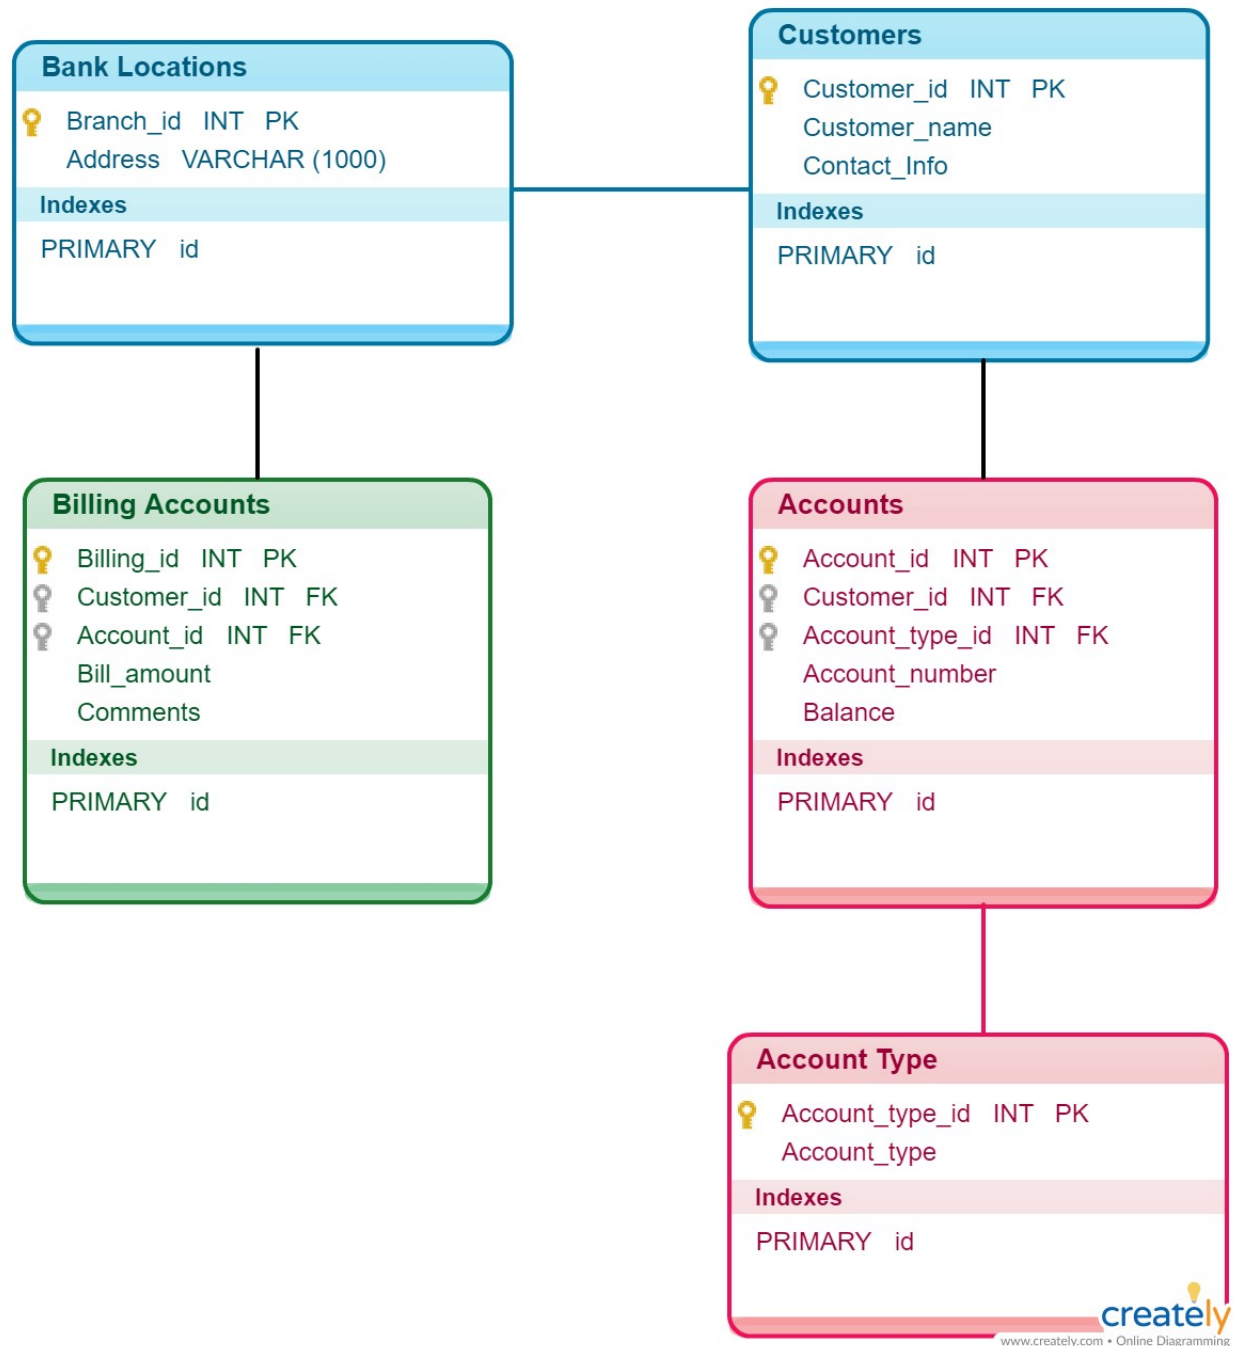 Bank Locations
Branch_id INT PK
Address VARCHAR (1000)
Indexes
PRIMARY id
Customers
Customer_id INT PK
Customer_name
Contact_Info
Indexes
PRIMARY id
Billing Accounts
Billing_id INT PK
Customer_id INT FK
Account_id INT FK
Bill_amount
Comments
Indexes
PRIMARY id
Accounts
Account_id INT PK
Customer_id INT FK
Account_type_id INT FK
Account_number
Balance
Indexes
PRIMARY id
Account Type
Account_type_id INT PK
Account_type
Indexes
PRIMARY id
creately
www.creately.com • Online Diagramming